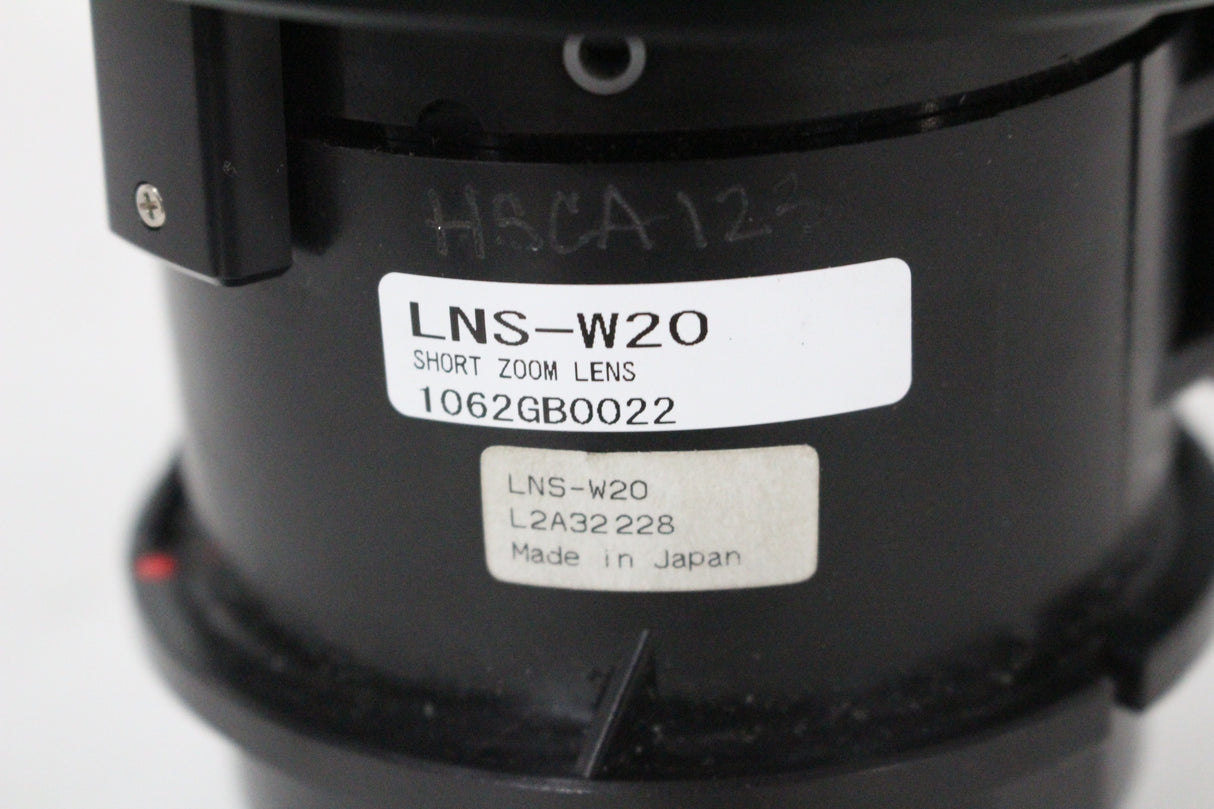 HSCA123
LNS-W20
SHORT ZOOM LENS
1062GB0022
LNS-W20
L2A32228
Made in Japan